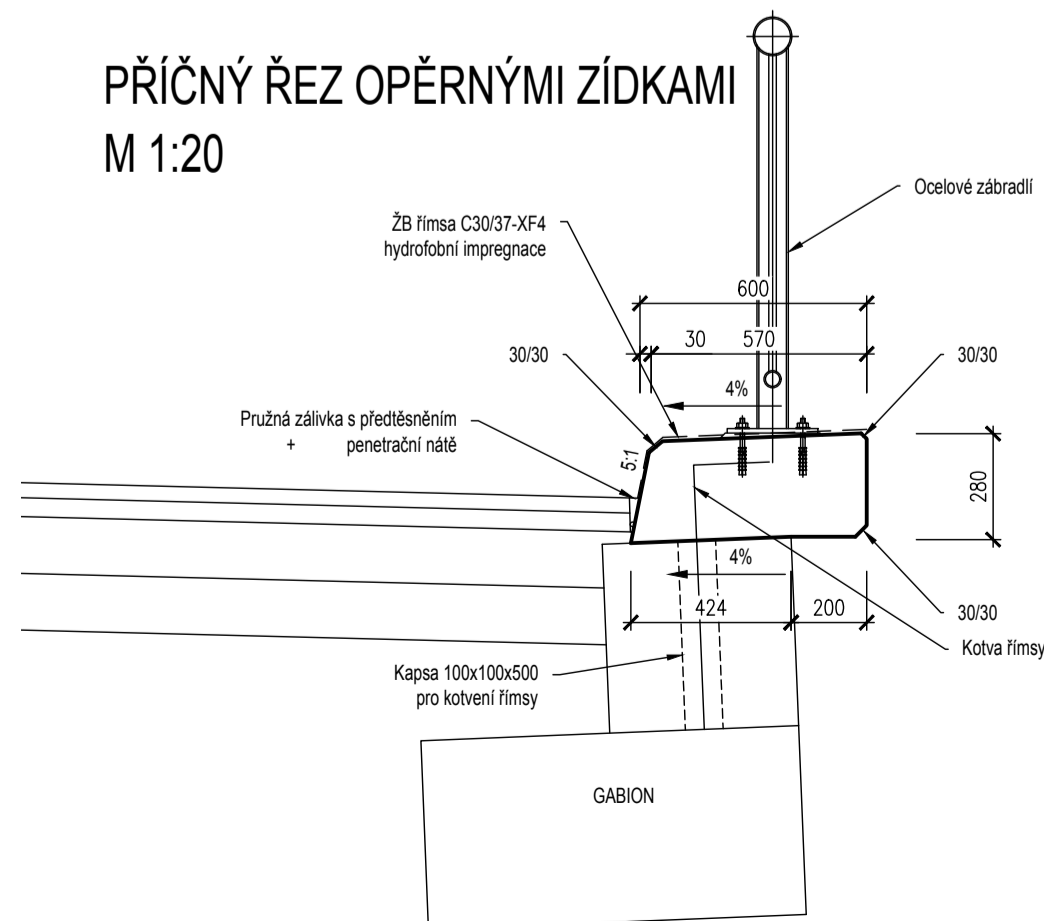 PŘÍČNÝ ŘEZ OPĚRNÝMI ZÍDKAMI
M 1:20
Ocelové zábradlí
ŽB římsa C30/37-XF4
hydrofobní impregnace
600
30 570
30/30
30/30
4%
Pružná zálivka s předtěsněním
+ penetrační nátě
5:1
280
4%
424 200
30/30
Kotva římsy
Kapsa 100x100x500
pro kotvení římsy
GABION